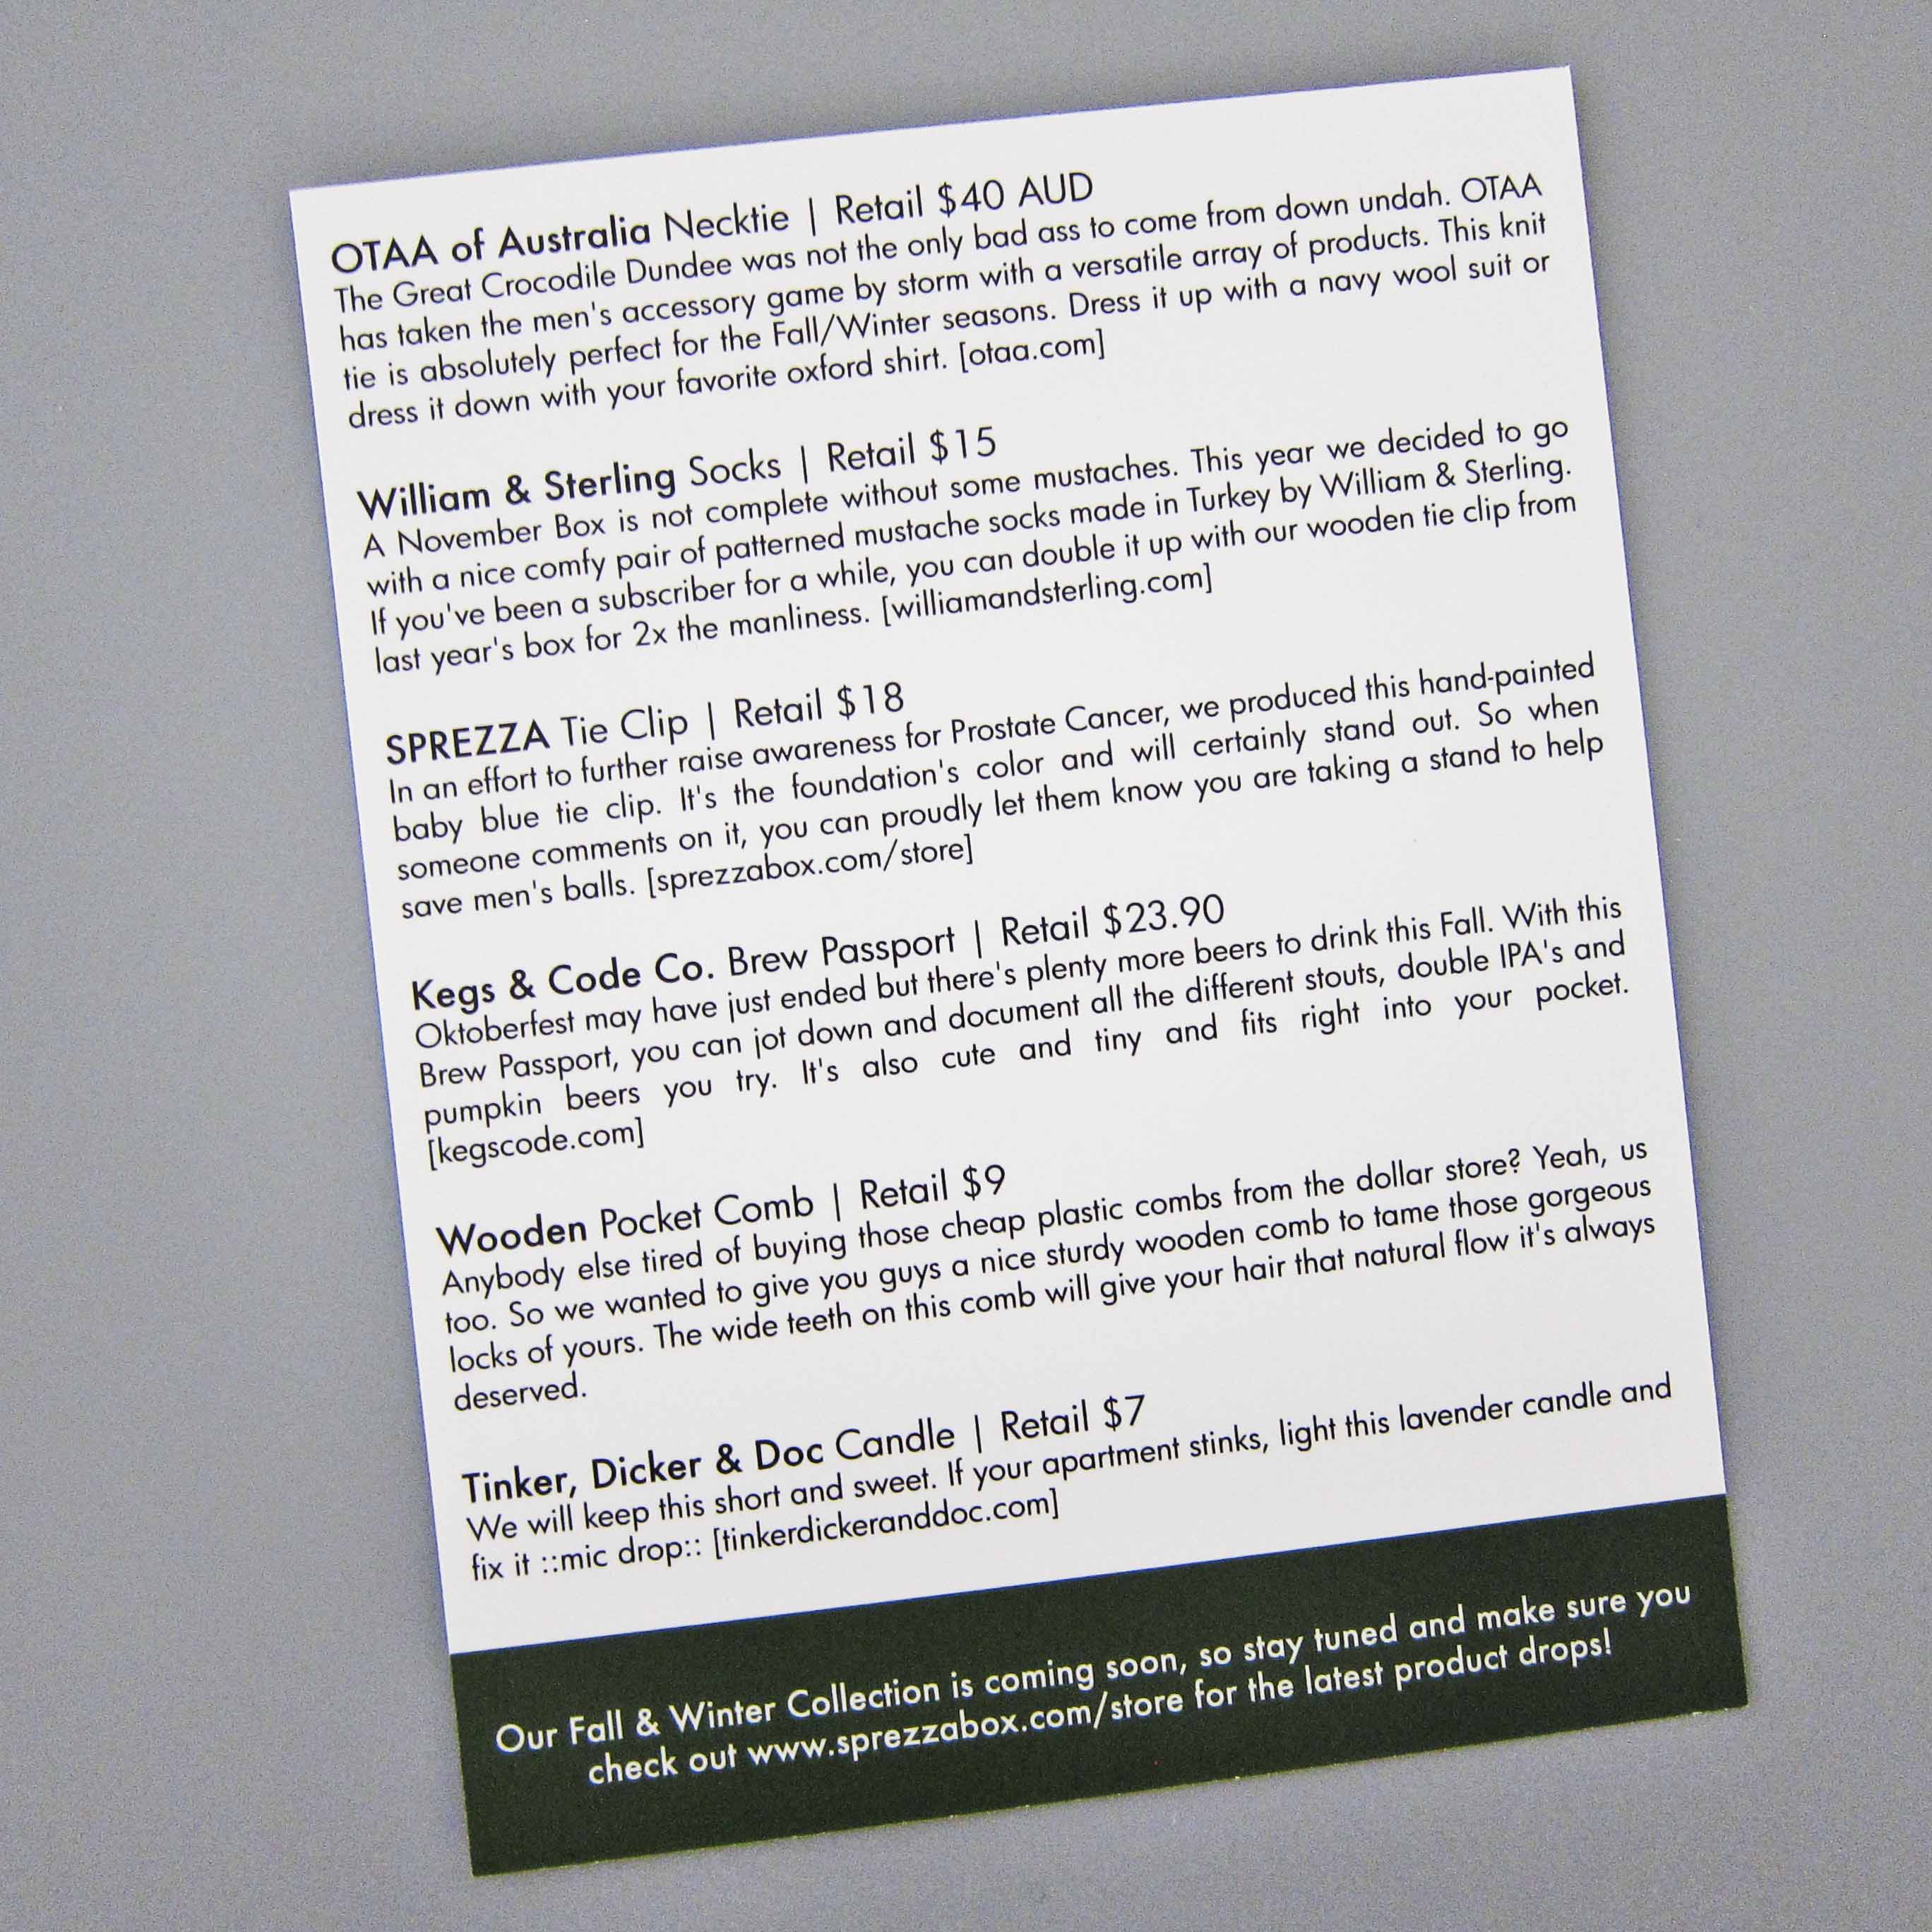 OTAA of Australia Necktie | Retail $40 AUD
The Great Crocodile Dundee was not the only bad ass to come from down undah. OTAA
has taken the men's accessory game by storm with a versatile array of products. This knit
tie is absolutely perfect for the Fall/Winter seasons. Dress it up with a navy wool suit or
dress it down with your favorite oxford shirt. [otaa.com]
William & Sterling Socks | Retail $15
A November Box is not complete without some mustaches. This year we decided to go
with a nice comfy pair of patterned mustache socks made in Turkey by William & Sterling.
If you've been a subscriber for a while, you can double it up with our wooden tie clip from
last year's box for 2x the manliness. [williamandsterling.com]
SPREZZA Tie Clip | Retail $18
In an effort to further raise awareness for Prostate Cancer, we produced this hand-painted
baby blue tie clip. It's the foundation's color and will certainly stand out. So when
someone comments on it, you can proudly let them know you are taking a stand to help
save men's balls. [sprezzabox.com/store]
Kegs & Code Co. Brew Passport | Retail $23.90
Oktoberfest may have just ended but there's plenty more beers to drink this Fall. With this
Brew Passport, you can jot down and document all the different stouts, double IPA's and
pumpkin beers you try. It's also cute and tiny and fits right into your pocket.
[kegscode.com]
Wooden Pocket Comb | Retail $9
Anybody else tired of buying those cheap plastic combs from the dollar store? Yeah, us
too. So we wanted to give you guys a nice sturdy wooden comb to tame those gorgeous
locks of yours. The wide teeth on this comb will give your hair that natural flow it's always
deserved.
Tinker, Dicker & Doc Candle | Retail $7
We will keep this short and sweet. If your apartment stinks, light this lavender candle and
fix it ::mic drop:: [tinkerdickeranddoc.com]
Our Fall & Winter Collection is coming soon, so stay tuned and make sure you
check out www.sprezzabox.com/store for the latest product drops!